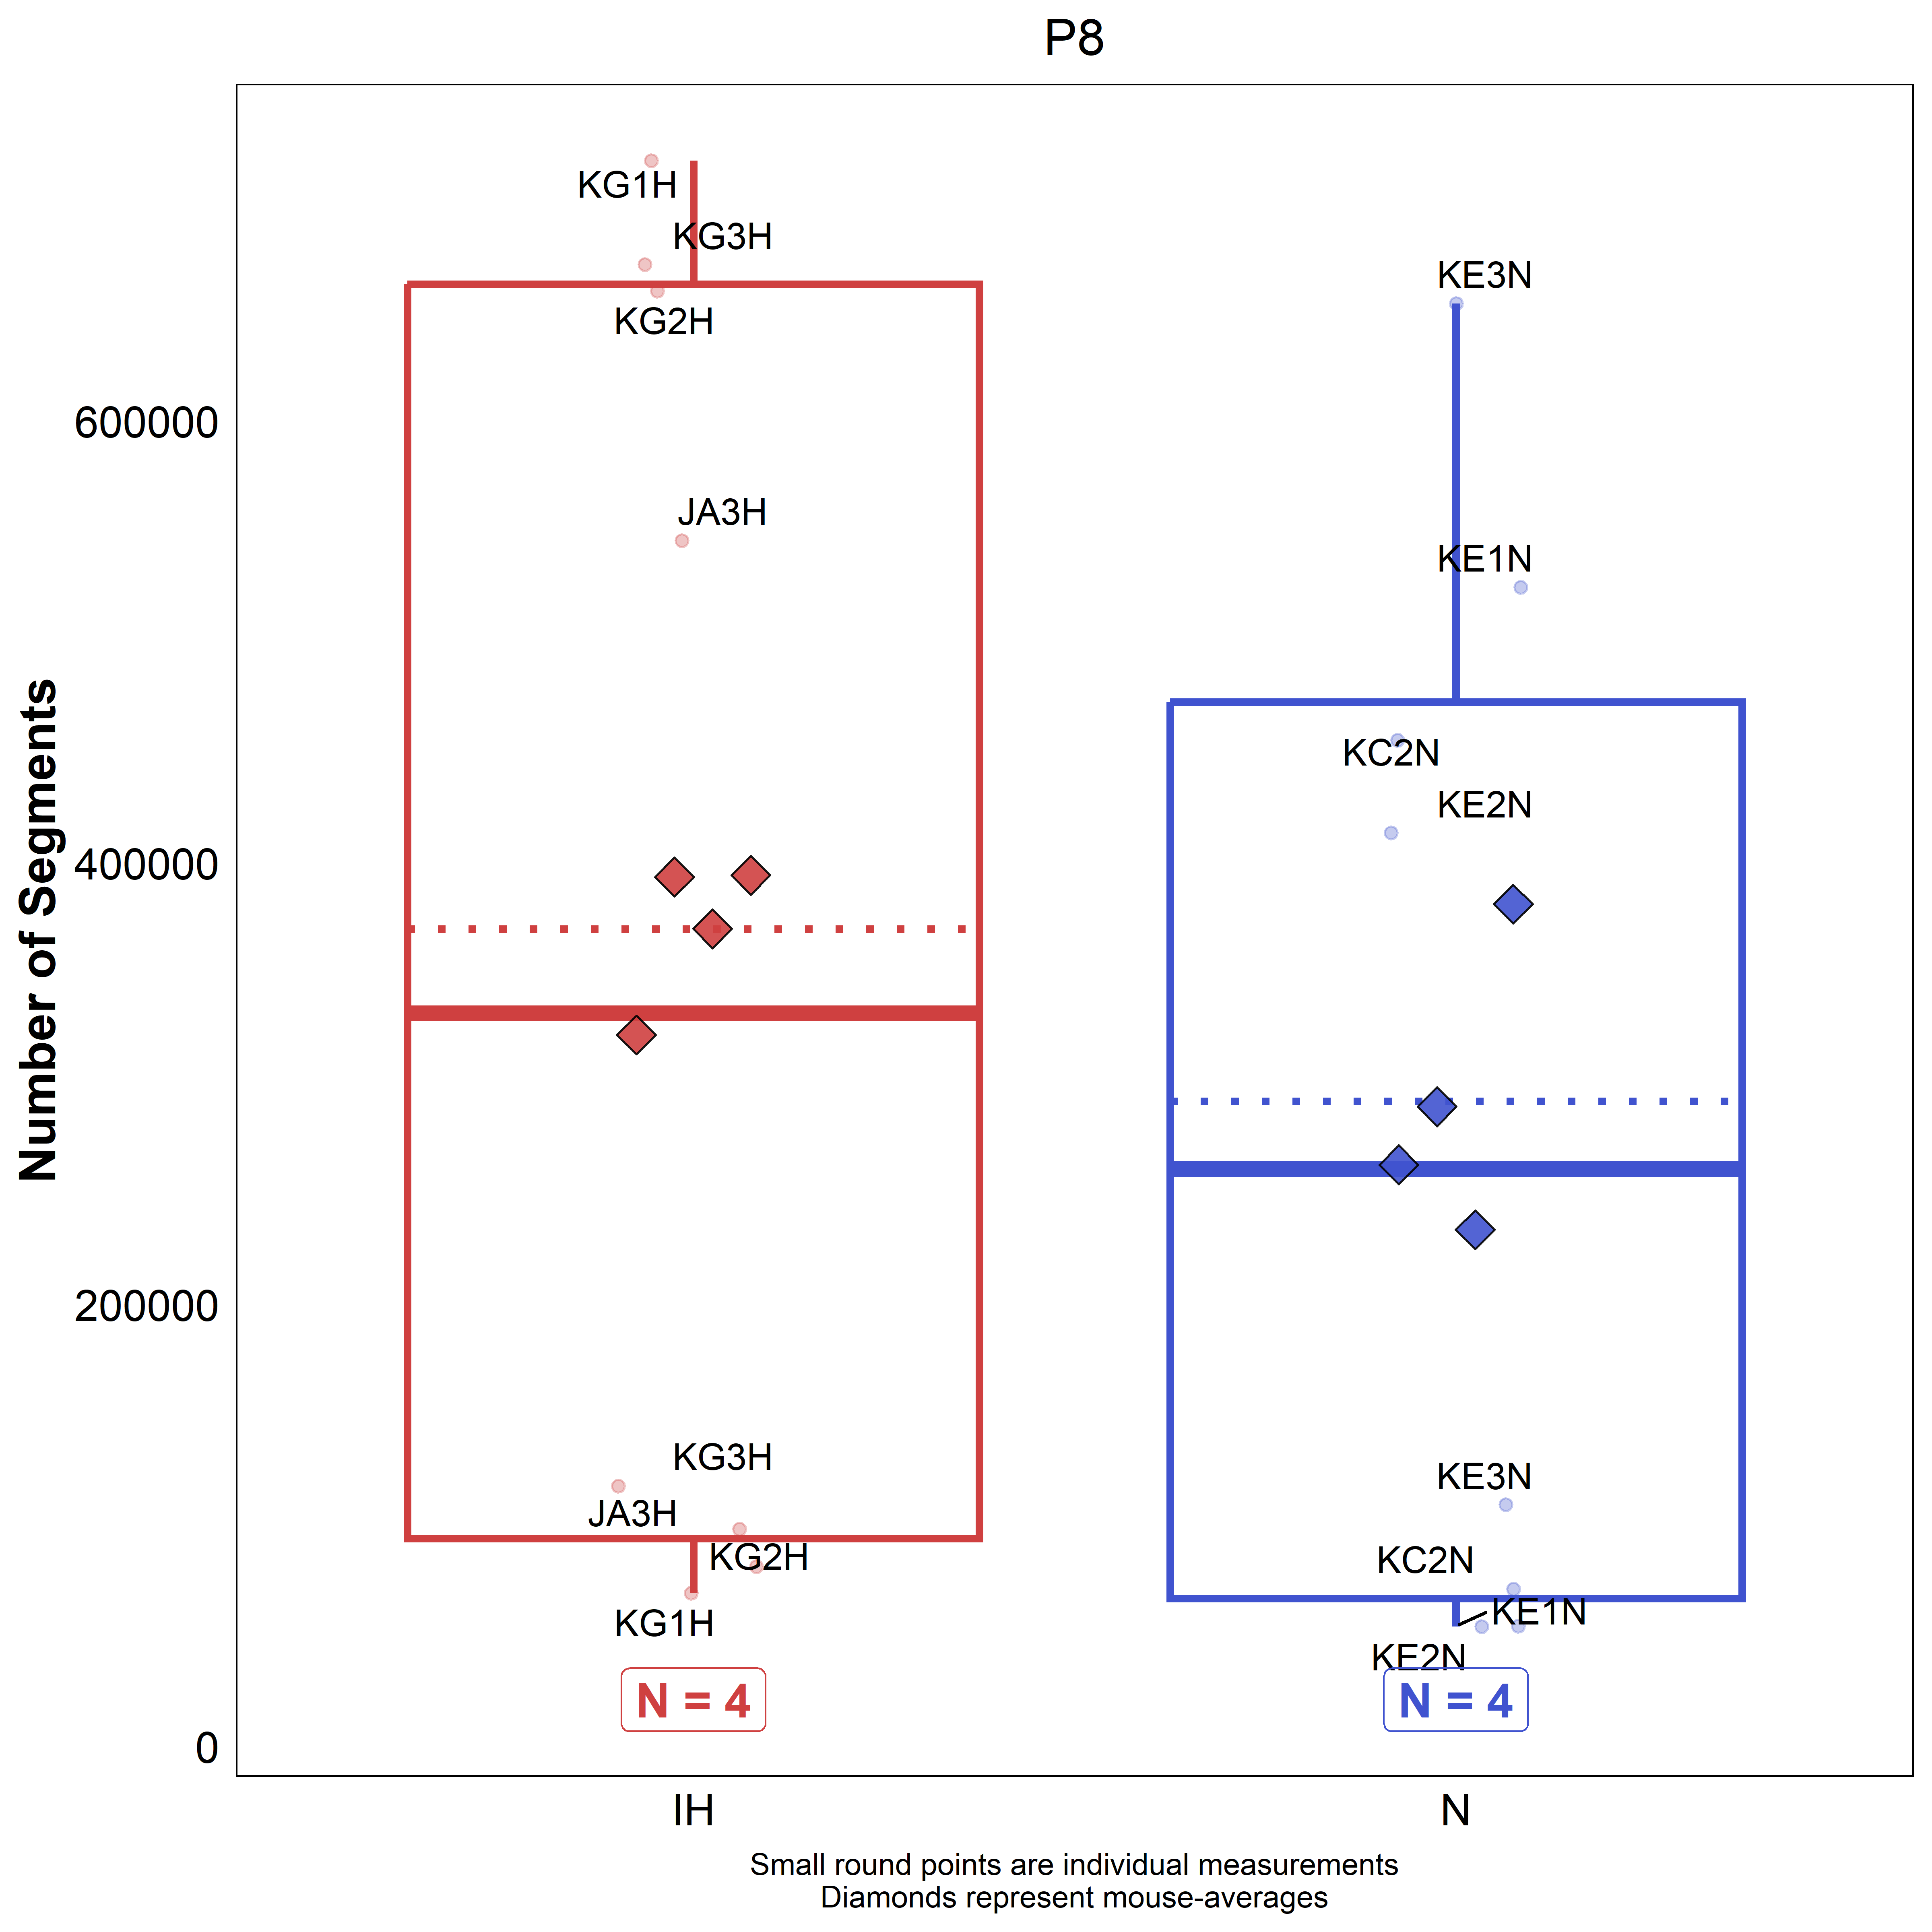 P8
KG1H
KG3H
KE3N
KG2H
600000
JA3H
KE1N
KC2N
KE2N
400000
Number of Segments
200000
KG3H
KE3N
JA3H
KG2H
KC2N
KG1H
KE1N
KE2N
N = 4
N = 4
0
IH
N
Small round points are individual measurements
Diamonds represent mouse-averages